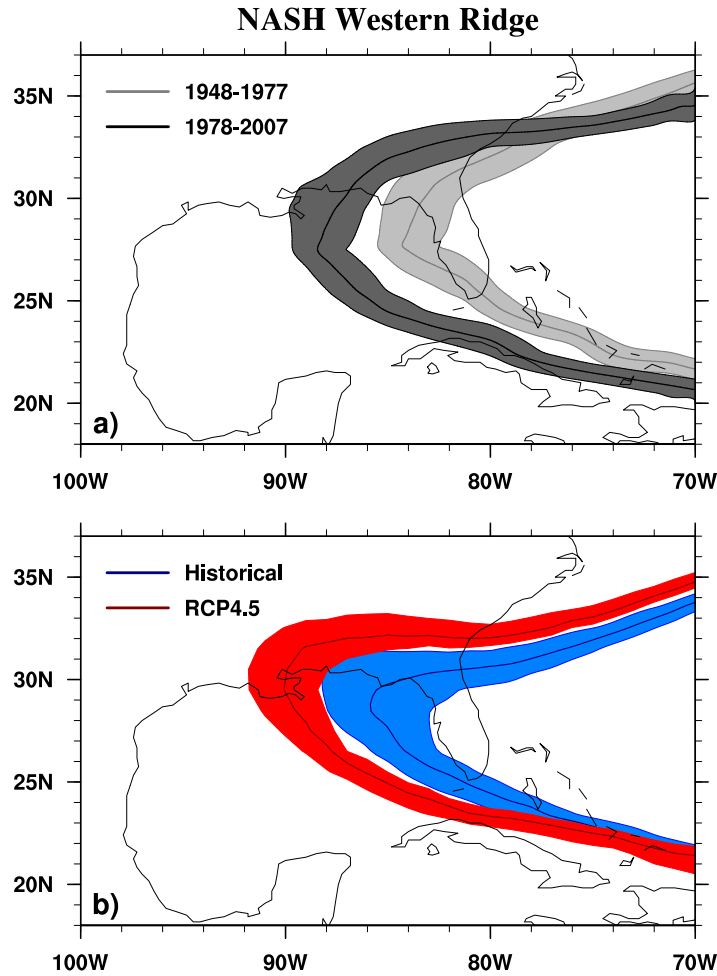 NASH Western Ridge
1948-1977
1978-2007
35N
30N
25N
20N
a)
100W 90W 80W 70W
Historical
RCP4.5
35N
30N
25N
20N
b)
100W 90W 80W 70W